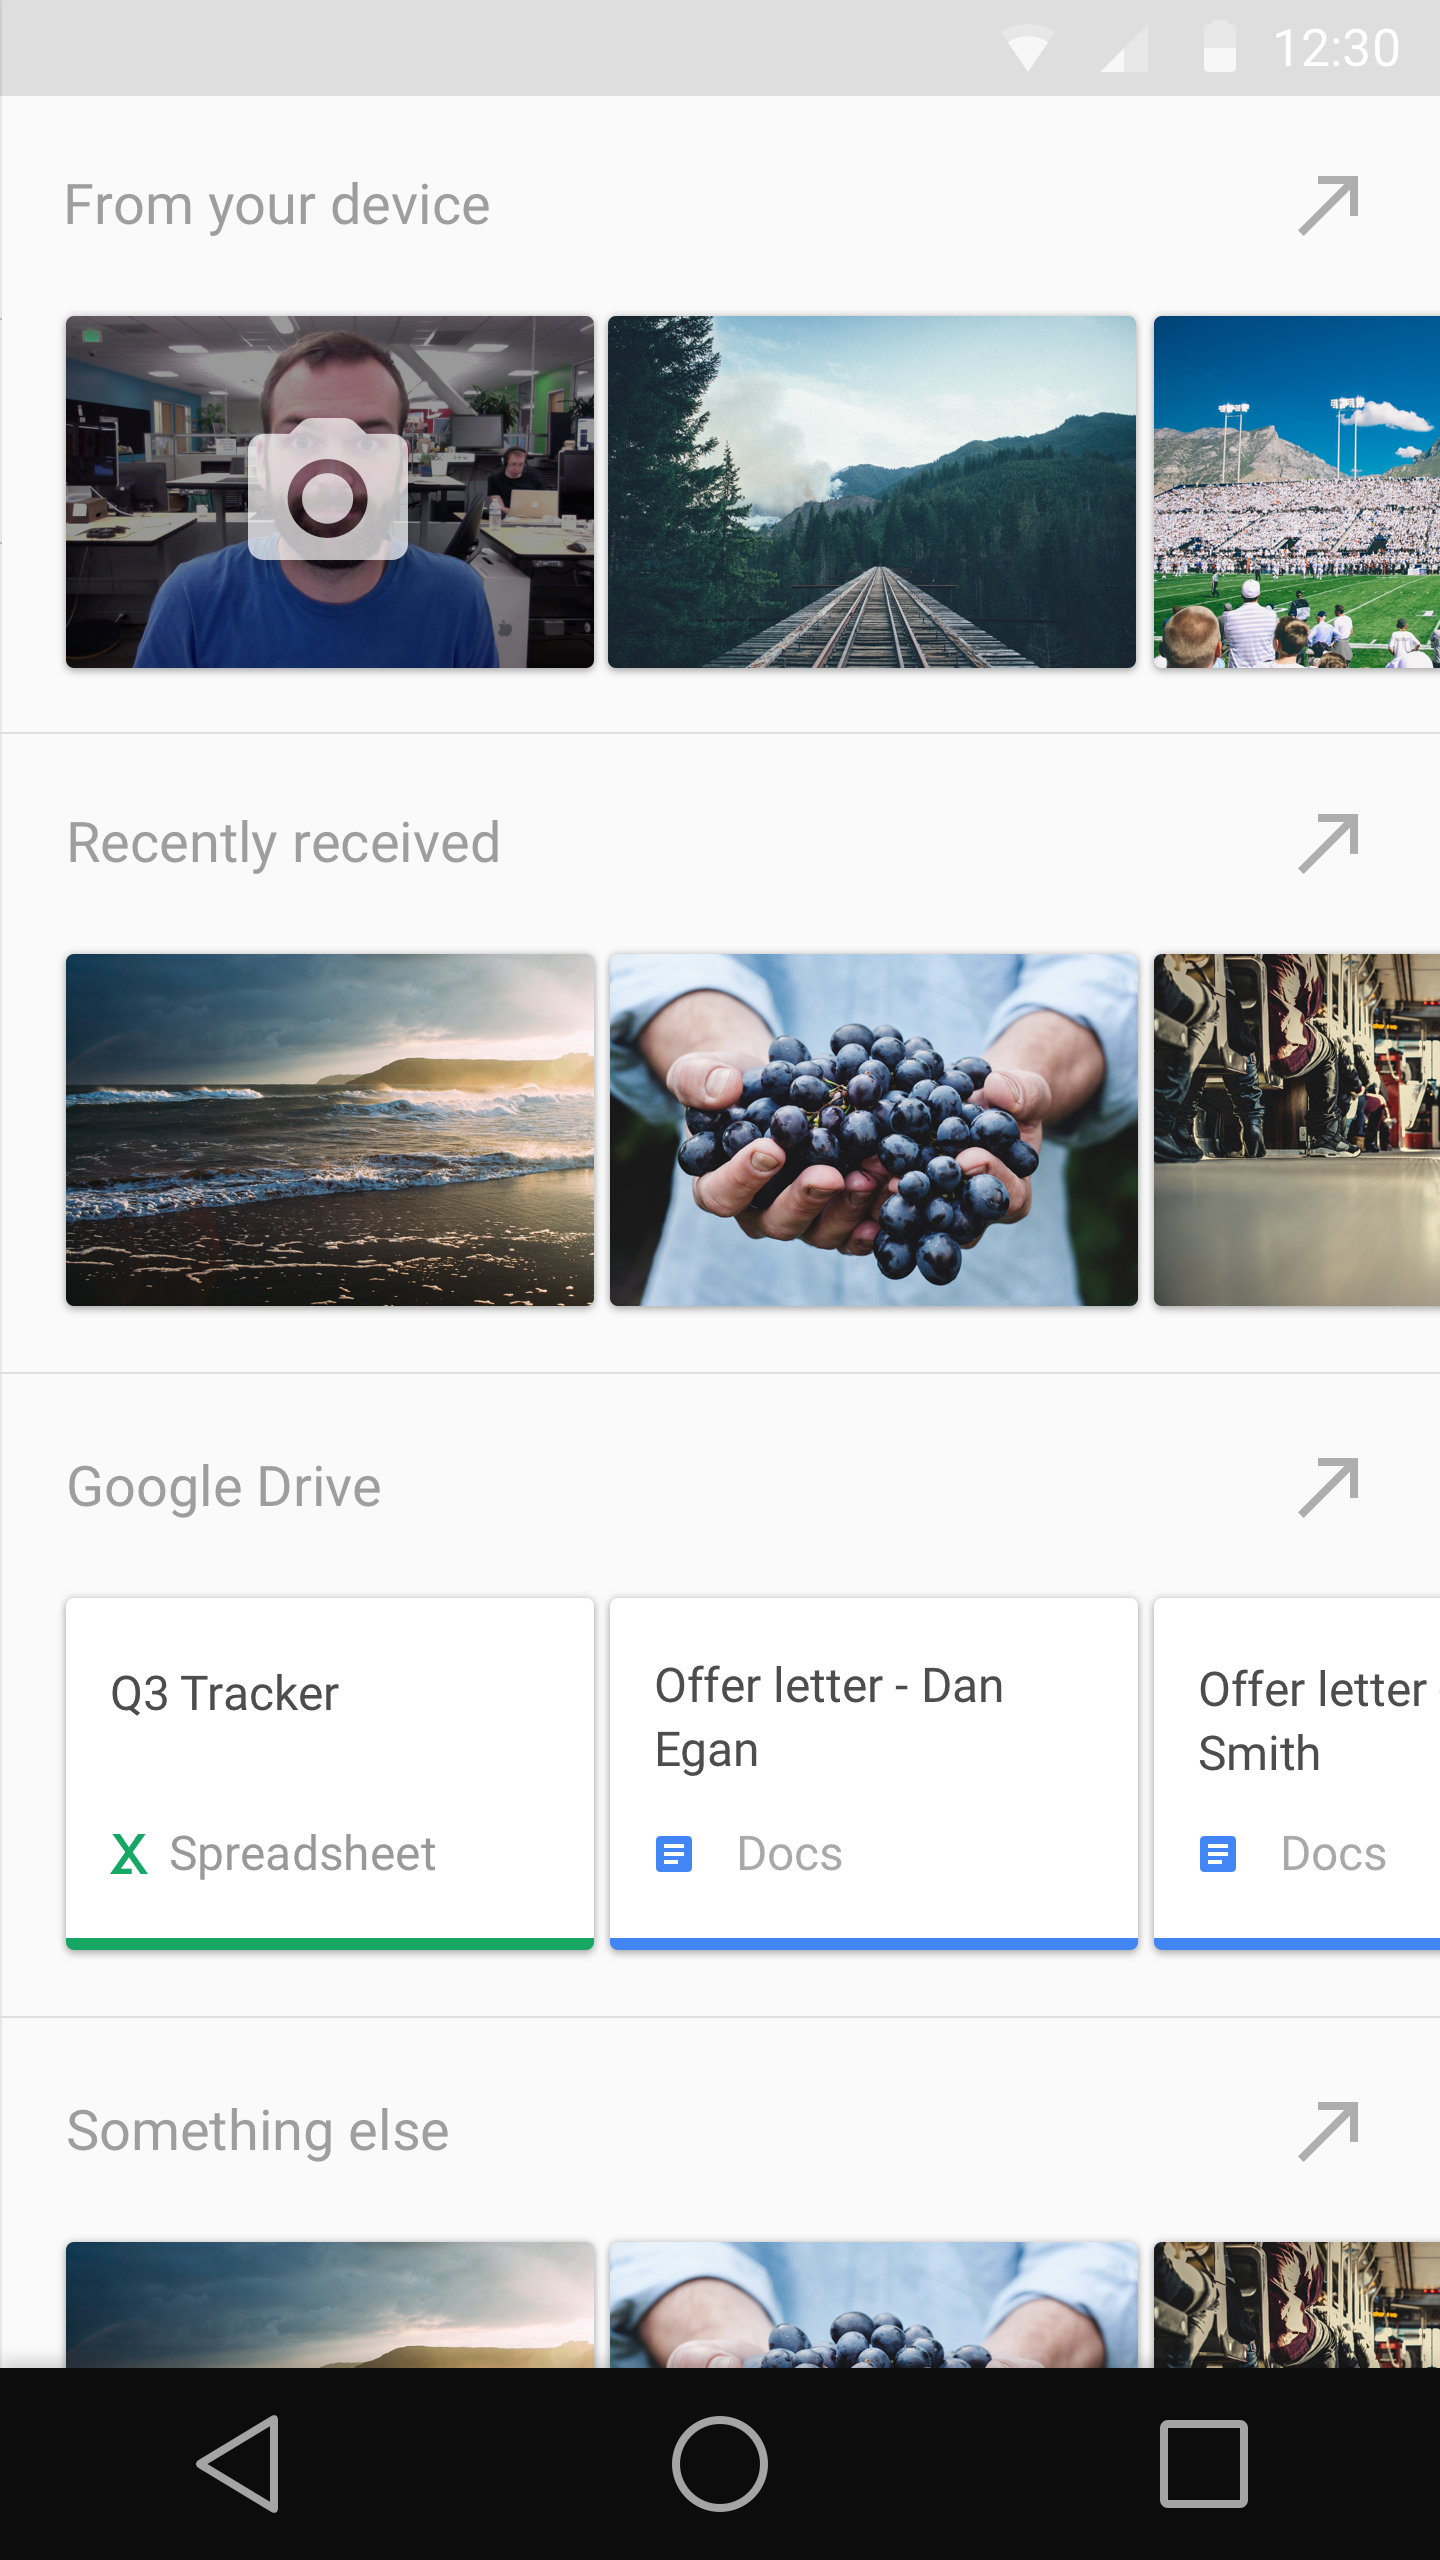 12:30
From your device
Recently received
Google Drive
Q3 Tracker
Spreadsheet
Offer letter - Dan
Egan
Docs
Offer letter
Smith
Docs
Something else